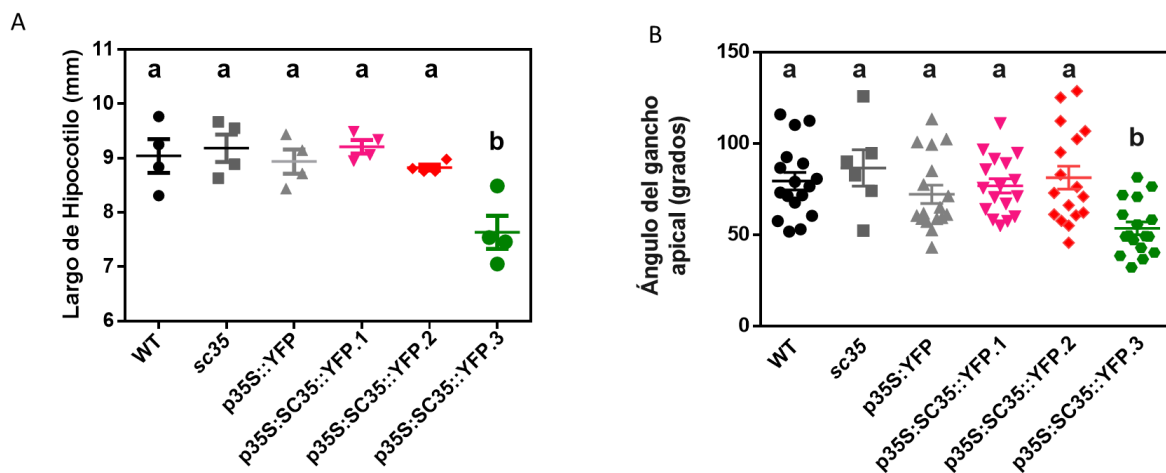 A
Largo de Hipocotilo (mm)
11
10
9
8
7
6
a
a
a
a
a
b
WT
sc35
p35S::YFP
p35S:SC35::YFP.1
p35S:SC35::YFP.2
p35S:SC35::YFP.3
B
Ángulo del gancho
apical (grados)
150
100
50
0
a
a
a
a
a
b
WT
sc35
p35S:YFP
p35S:SC35::YFP.1
p35S:SC35::YFP.2
p35S:SC35::YFP.3